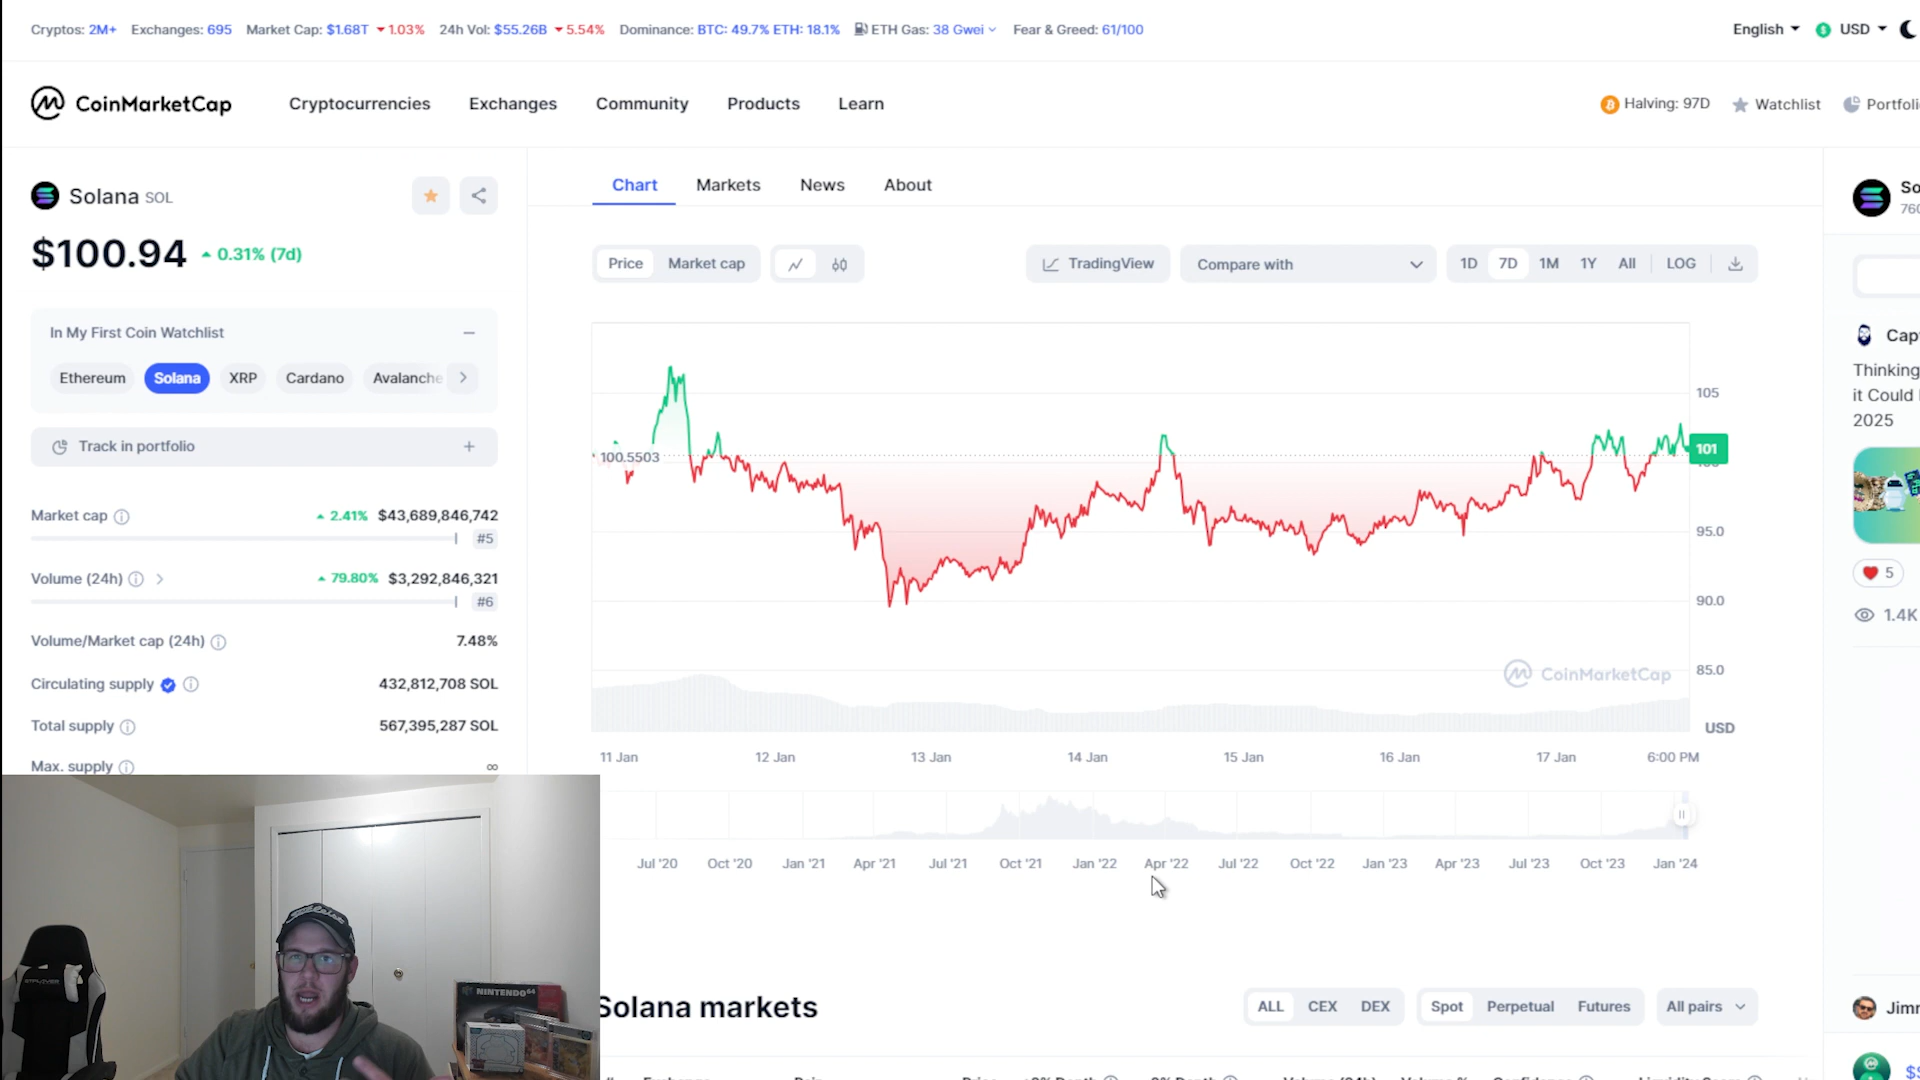 Cryptos: 2M+ Exchanges: 695 Market Cap: $1.68T 1.03% 24h Vol: $55.26B 5.54% Dominance: BTC: 49.7% ETH: 18.1% ETH Gas: 38 Gwei Fear & Greed: 61/100 English USD
CoinMarketCap Cryptocurrencies Exchanges Community Products Learn Halving: 97D Watchlist Portfoli
Solana SOL
Chart Markets News About
So
760
$100.94 0.31% (7d)
Price Market cap TradingView Compare with 1D 7D 1M 1Y All LOG
In My First Coin Watchlist
Ethereum Solana XRP Cardano Avalanche
Track in portfolio +
Market cap 2.41% $43,689,846,742
#5
Volume (24h) 79.80% $3,292,846,321
#6
Volume/Market cap (24h) 7.48%
Circulating supply 432,812,708 SOL
Total supply 567,395,287 SOL
Max. supply ∞
100.5503
105
101
95.0
90.0
85.0
CoinMarketCap
USD
11 Jan 12 Jan 13 Jan 14 Jan 15 Jan 16 Jan 17 Jan 6:00 PM
Jul '20 Oct '20 Jan '21 Apr '21 Jul '21 Oct '21 Jan '22 Apr '22 Jul '22 Oct '22 Jan '23 Apr '23 Jul '23 Oct '23 Jan '24
Thinking
it Could
2025
5
1.4K
NINTENDO 64
Solana markets ALL CEX DEX Spot Perpetual Futures All pairs